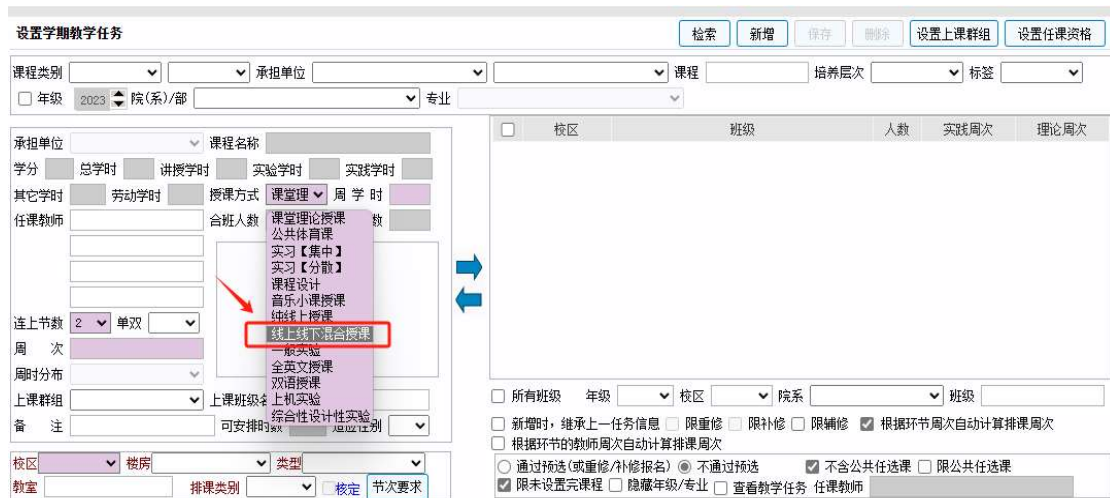 设置学期教学任务 检索 新增 保存 删除 设置上课群组 设置任课资格
课程类别 承担单位 课程 培养层次 标签
年级 2023 院(系)/部 专业
承担单位 课程名称
学分 总学时 讲授学时 实验学时 实践学时
其它学时 劳动学时 授课方式 课堂理 周学时
任课教师 合班人数 数
课堂理论授课
公共体育课
实习【集中】
实习【分散】
课程设计
音乐小课授课
纯线上授课
线上线下混合授课
一般实验
全英文授课
双语授课
上机实验
综合性设计性实验
连上节数 2 单双
周 次
周时分布
上课群组 上课班级名
备 注 可安排时数 适应性别
校区 楼房 类型
教室 排课类别 核定 节次要求
校区 班级 人数 实践周次 理论周次
所有班级 年级 校区 院系 班级
新增时，继承上一任务信息 限重修 限补修 限辅修 根据环节周次自动计算排课周次
根据环节的教师周次自动计算排课周次
通过预选(或重修/补修报名) 不通过预选 不含公共任选课 限公共任选课
限未设置完课程 隐藏年级/专业 查看教学任务 任课教师